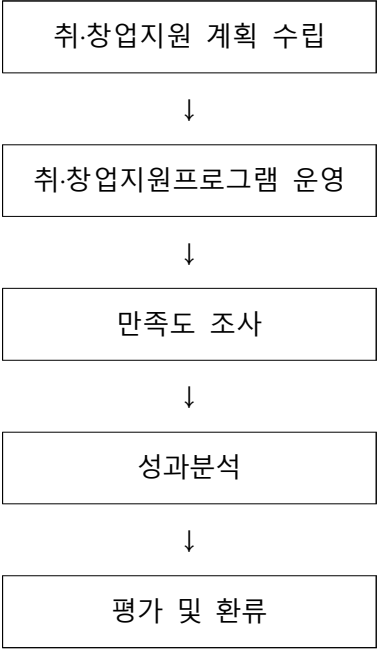 취·창업지원 계획 수립
↓
취·창업지원프로그램 운영
↓
만족도 조사
↓
성과분석
↓
평가 및 환류